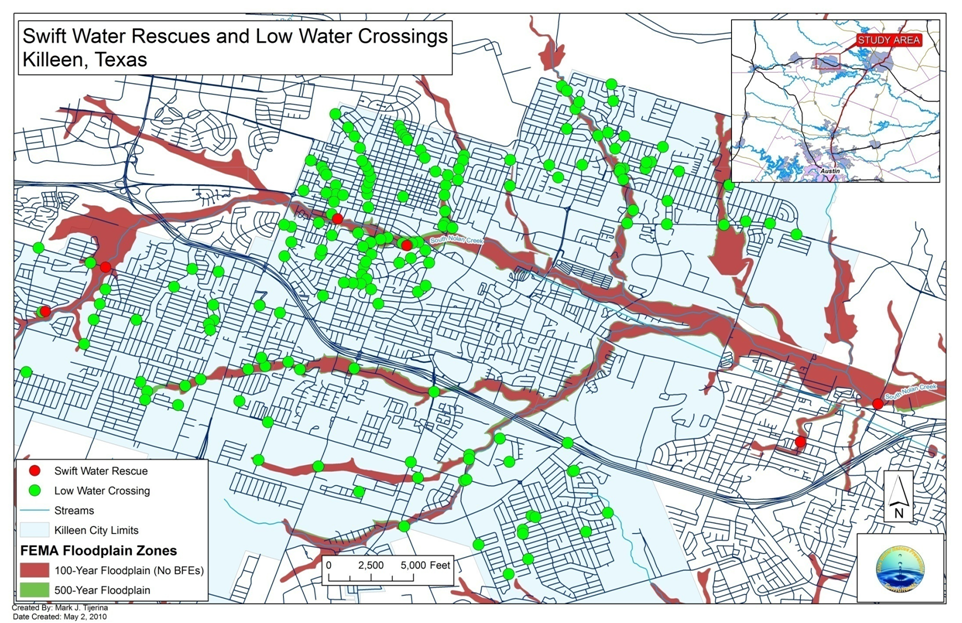 Swift Water Rescues and Low Water Crossings
Killeen, Texas
STUDY AREA
Austin
South Nolan Creek
South Nolan Creek
Swift Water Rescue
Low Water Crossing
Streams
Killeen City Limits
FEMA Floodplain Zones
100-Year Floodplain (No BFEs)
500-Year Floodplain
0 2,500 5,000 Feet
N
Created By: Mark J. Tijerina
Date Created: May 2, 2010